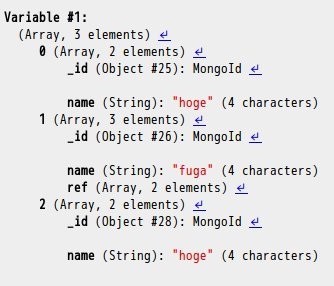 Variable #1:
(Array, 3 elements) ↵
0 (Array, 2 elements) ↵
_id (Object #25): MongoId ↵
name (String): "hoge" (4 characters)
1 (Array, 3 elements) ↵
_id (Object #26): MongoId ↵
name (String): "fuga" (4 characters)
ref (Array, 2 elements) ↵
2 (Array, 2 elements) ↵
_id (Object #28): MongoId ↵
name (String): "hoge" (4 characters)